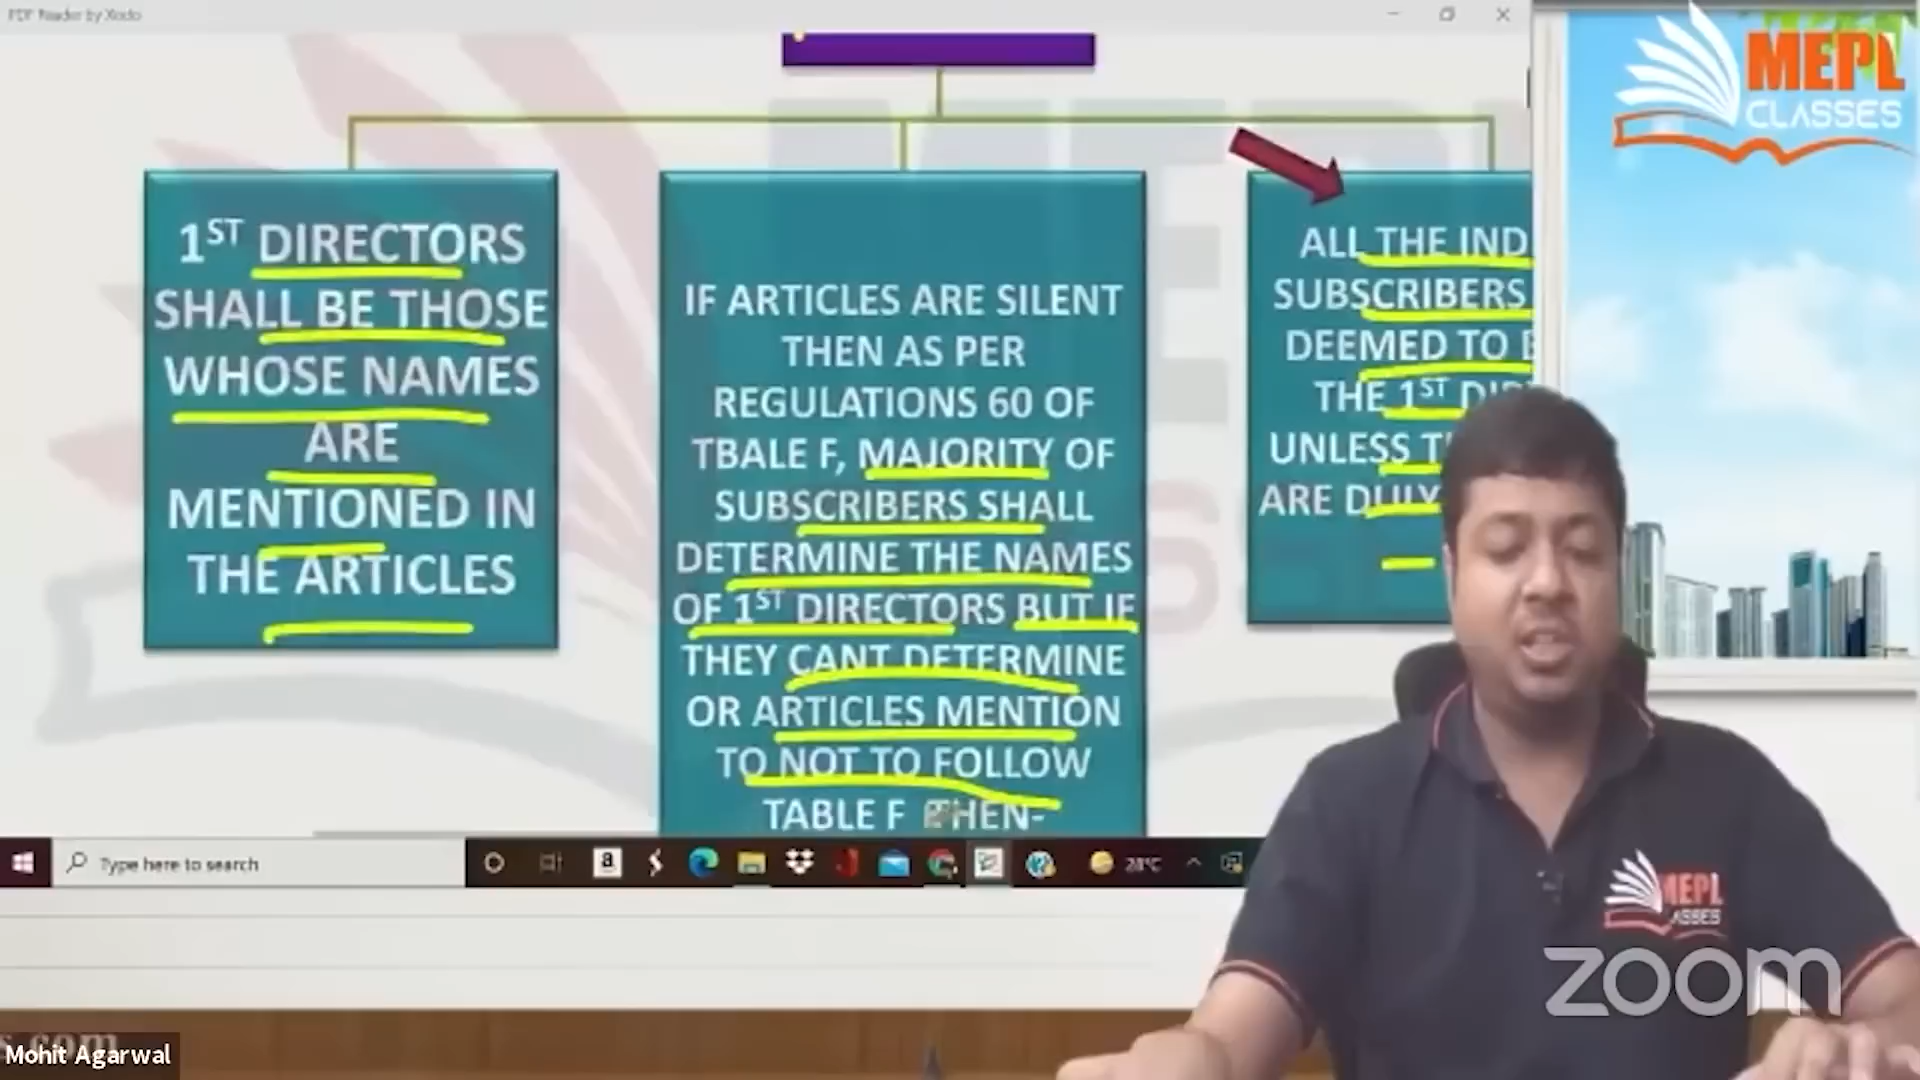 PDF Reader by Xodo
1ST DIRECTORS
SHALL BE THOSE
WHOSE NAMES
ARE
MENTIONED IN
THE ARTICLES
IF ARTICLES ARE SILENT
THEN AS PER
REGULATIONS 60 OF
TBALE F, MAJORITY OF
SUBSCRIBERS SHALL
DETERMINE THE NAMES
OF 1ST DIRECTORS BUT IF
THEY CANT DETERMINE
OR ARTICLES MENTION
TO NOT TO FOLLOW
TABLE F THEN-
ALL THE IND
SUBSCRIBERS
DEEMED TO
THE 1ST
UNLESS
ARE DULY
MEPL
CLASSES
Type here to search
28°C
MEPL
zoom
Mohit Agarwal